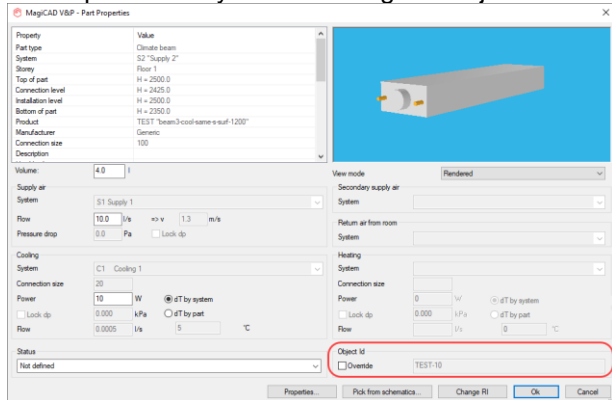 MagiCAD V&P - Part Properties
Property Value
Part type Climate beam
System S2 "Supply 2"
Storey Floor 1
Top of part H = 2500.0
Connection level H = 2425.0
Installation level H = 2500.0
Bottom of part H = 2350.0
Product TEST "beam3-cool-same-s-surf-1200"
Manufacturer Generic
Connection size 100
Description
Volume: 4.0 l
View mode Rendered
Supply air
System S1 Supply 1
Flow 10.0 l/s => v 1.3 m/s
Pressure drop 0.0 Pa Lock dp
Secondary supply air
System
Return air from room
System
Cooling
System C1 Cooling 1
Connection size 20
Power 10 W dT by system
Lock dp 0.000 kPa dT by part
Flow 0.0005 l/s 5 °C
Heating
System
Connection size
Power 0 W dT by system
Lock dp 0.000 kPa dT by part
Flow l/s 0 °C
Status
Not defined
Object Id
Override TEST-10
Properties... Pick from schematics... Change RI Ok Cancel